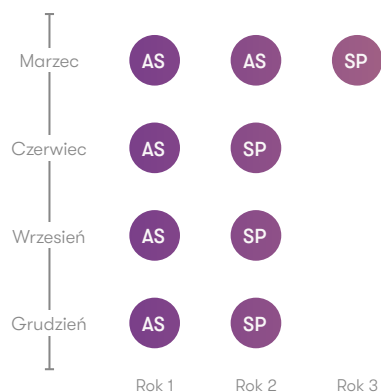 Marzec AS AS SP
Czerwiec AS SP
Wrzesień AS SP
Grudzień AS SP
Rok 1 Rok 2 Rok 3